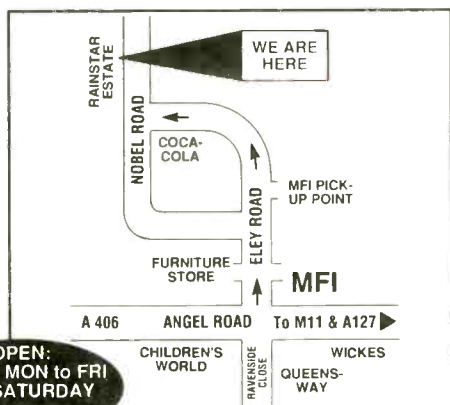 WE ARE
HERE
RAINSTAR
ESTATE
NOBEL ROAD
COCA-
COLA
ELEY ROAD
MFI PICK-
UP POINT
FURNITURE
STORE
MFI
A 406 ANGEL ROAD To M11 & A127
CHILDREN'S
WORLD
RAVENSIDE
CLOSE
WICKES
QUEENS-
WAY
OPEN:
MON to FRI
SATURDAY